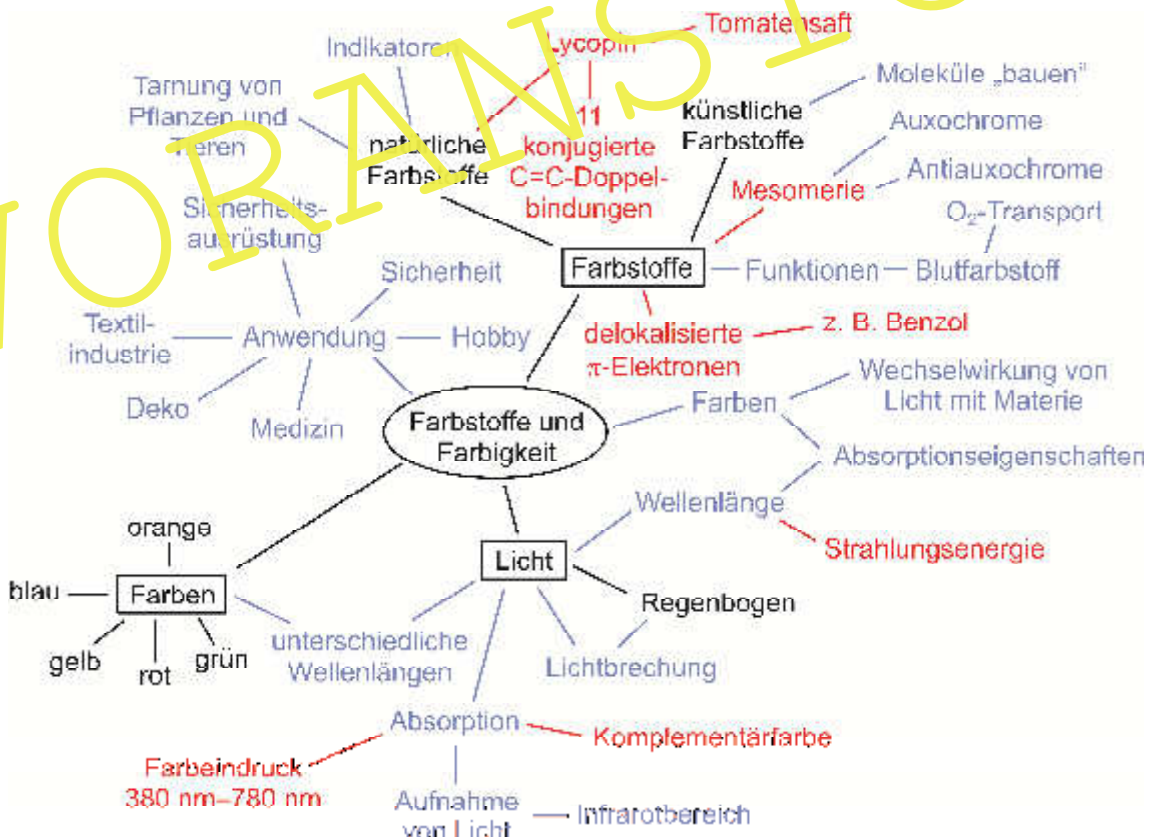 Tomatensaft
Indikatoren
Lycopin
Moleküle „bauen“
Tarnung von
Pflanzen und
Tieren
künstliche
Farbstoffe
11
konjugierte
C=C-Doppel-
bindungen
Auxochrome
natürliche
Farbstoffe
Mesomerie
Antiauxochrome
Sicherheits-
ausrüstung
O₂-Transport
Sicherheit
Farbstoffe
Funktionen
Blutfarbstoff
Textil-
industrie
Anwendung
Hobby
delokalisierte
π-Elektronen
z. B. Benzol
Deko
Medizin
Farbstoffe und
Farbigkeit
Farben
Wechselwirkung von
Licht mit Materie
Absorptionseigenschaften
Wellenlänge
Strahlungsenergie
orange
blau
Farben
gelb
rot
grün
Licht
Regenbogen
unterschiedliche
Wellenlängen
Lichtbrechung
Absorption
Komplementärfarbe
Farbeindruck
380 nm–780 nm
Aufnahme
von Licht
Infrarotbereich
VORANSI